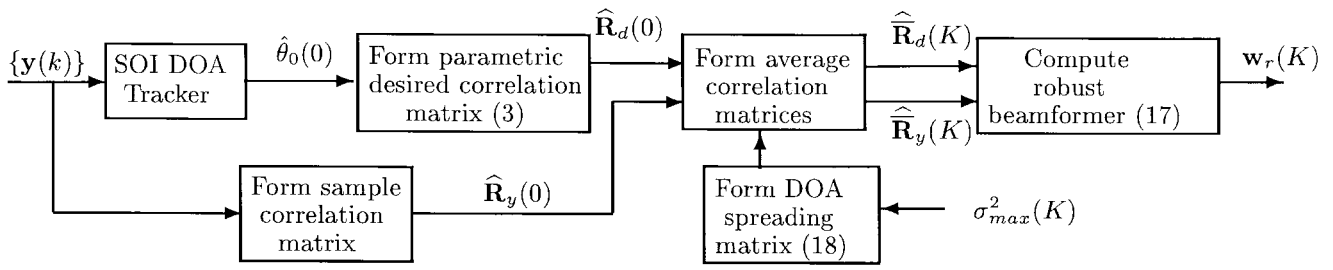 {y(k)}
SOI DOA
Tracker
θ̂₀(0)
Form parametric
desired correlation
matrix (3)
R̂_d(0)
Form average
correlation
matrices
R̂̅_d(K)
R̂̅_y(K)
Compute
robust
beamformer (17)
w_r(K)
Form sample
correlation
matrix
R̂_y(0)
Form DOA
spreading
matrix (18)
σ²_max(K)